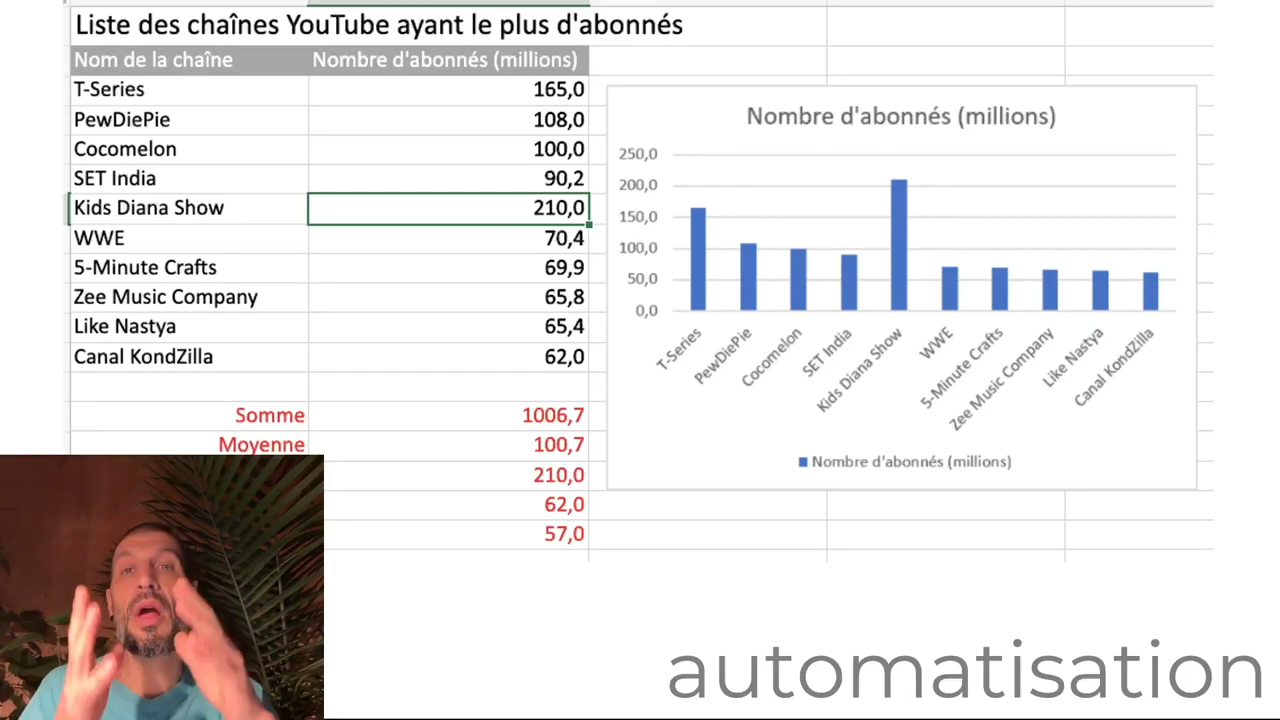 Liste des chaînes YouTube ayant le plus d'abonnés
Nom de la chaîne Nombre d'abonnés (millions)
T-Series 165,0
PewDiePie 108,0
Cocomelon 100,0
SET India 90,2
Kids Diana Show 210,0
WWE 70,4
5-Minute Crafts 69,9
Zee Music Company 65,8
Like Nastya 65,4
Canal KondZilla 62,0
Somme 1006,7
Moyenne 100,7
210,0
62,0
57,0
Nombre d'abonnés (millions)
250,0
200,0
150,0
100,0
50,0
0,0
T-Series
PewDiePie
Cocomelon
SET India
Kids Diana Show
WWE
5-Minute Crafts
Zee Music Company
Like Nastya
Canal KondZilla
Nombre d'abonnés (millions)
automatisation